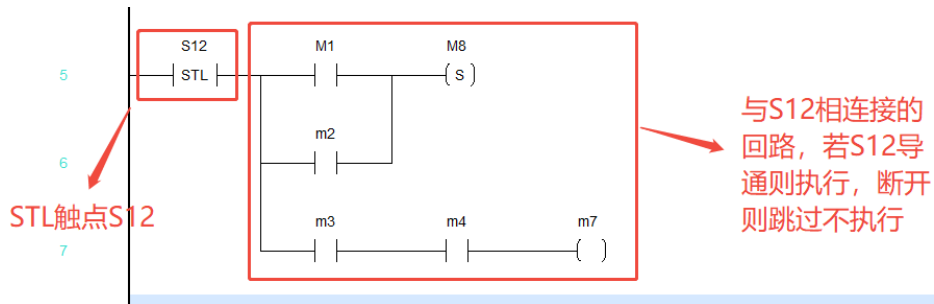 S12 M1 M8
5 STL S
m2
6
m3 m4 m7
7
STL触点S12
与S12相连接的
回路，若S12导
通则执行，断开
则跳过不执行